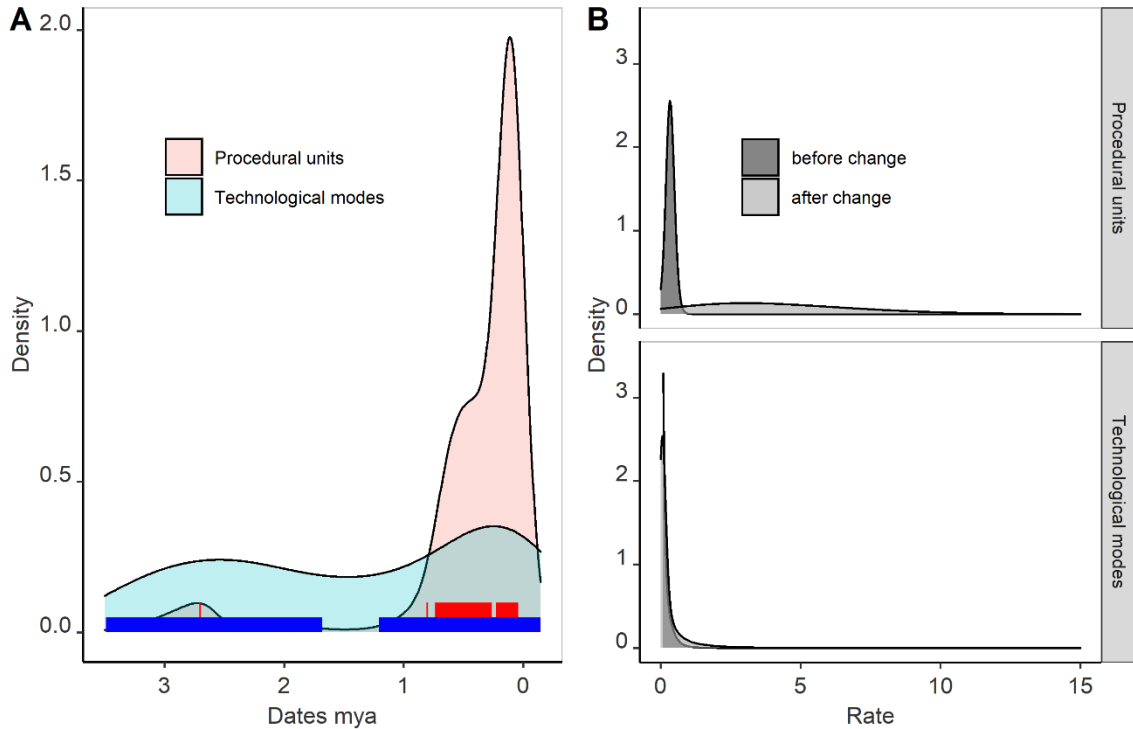 A
2.0
1.5
1.0
0.5
0.0
Density
Procedural units
Technological modes
3
2
1
0
Dates mya
B
3
2
1
0
before change
after change
Procedural units
Density
3
2
1
0
Technological modes
0
5
10
15
Rate